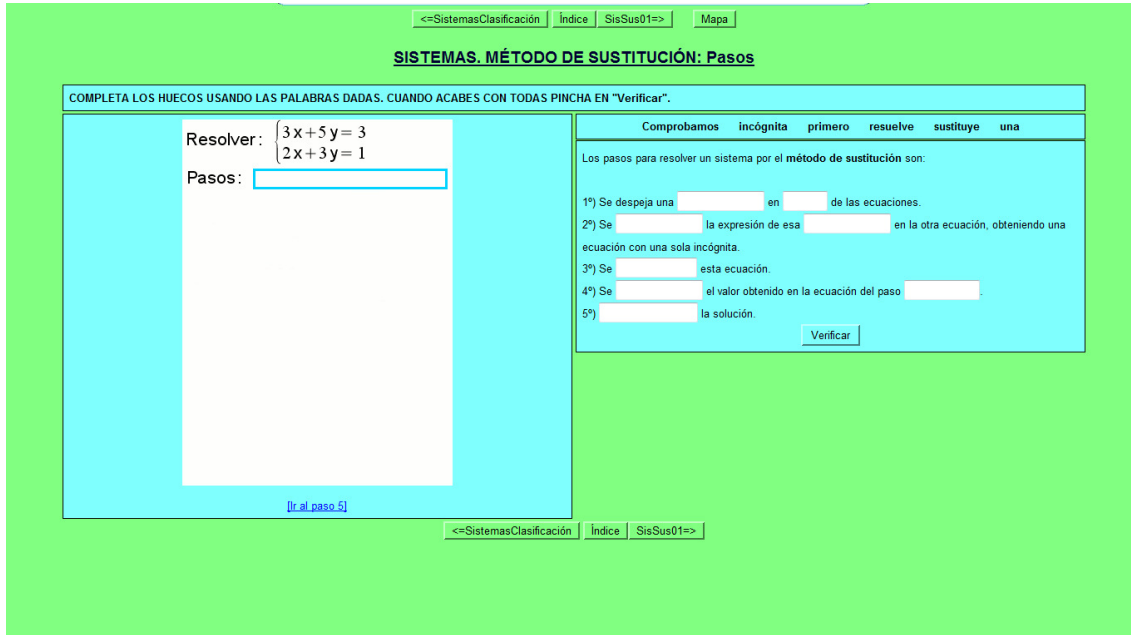 <=SistemasClasificación Índice SisSus01=> Mapa
SISTEMAS. MÉTODO DE SUSTITUCIÓN: Pasos
COMPLETA LOS HUECOS USANDO LAS PALABRAS DADAS. CUANDO ACABES CON TODAS PINCHA EN "Verificar".
Resolver: {3x+5y=3
2x+3y=1
Pasos:
[Ir al paso 5]
Comprobamos incógnita primero resuelve sustituye una
Los pasos para resolver un sistema por el método de sustitución son:
1º) Se despeja una en de las ecuaciones.
2º) Se la expresión de esa en la otra ecuación, obteniendo una
ecuación con una sola incógnita.
3º) Se esta ecuación.
4º) Se el valor obtenido en la ecuación del paso .
5º) la solución.
Verificar
<=SistemasClasificación Índice SisSus01=>